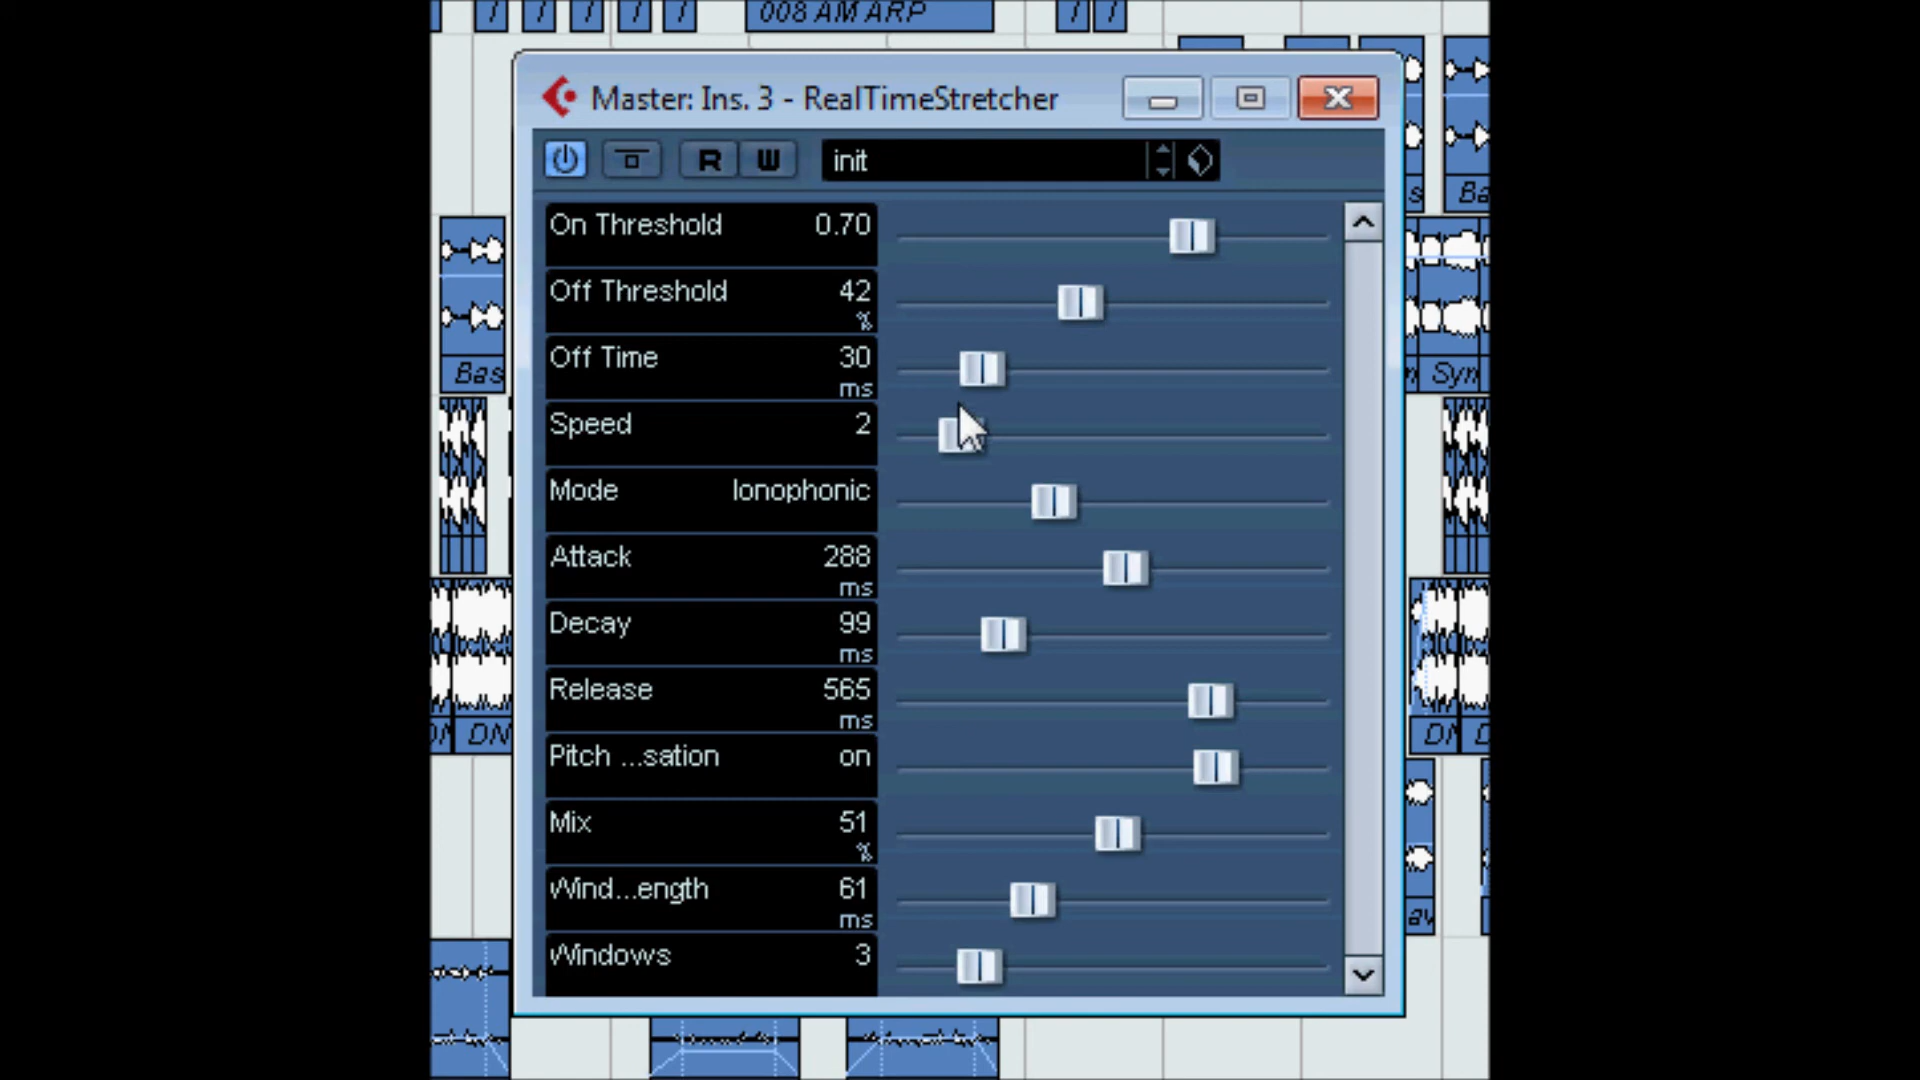 008 AM ARP
Master: Ins. 3 - RealTimeStretcher
R W init
On Threshold 0.70
Off Threshold 42
%
Off Time 30
ms
Speed 2
Mode Ionophonic
Attack 288
ms
Decay 99
ms
Release 565
ms
Pitch ...sation on
Mix 51
%
Wind...ength 61
ms
Windows 3
Bas
Ba
Syn
DN